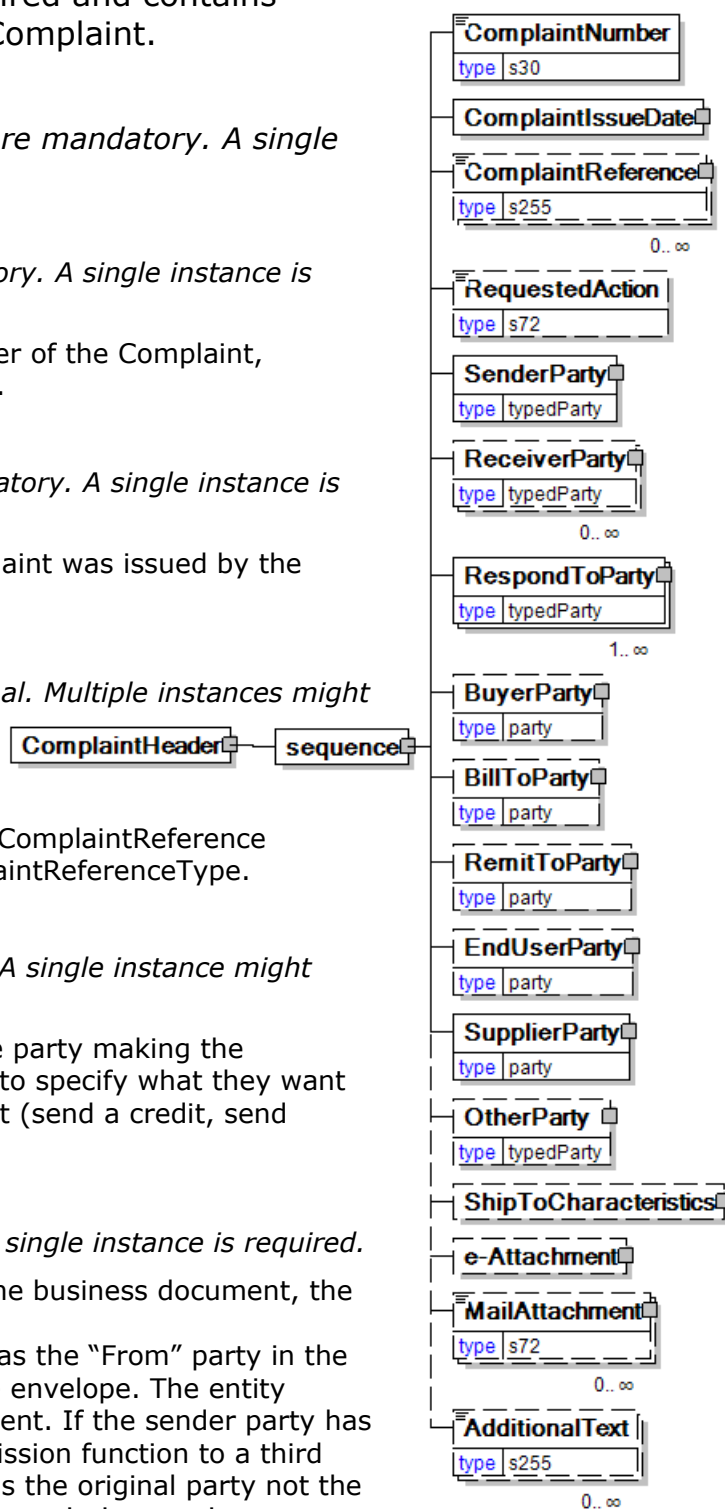 ired and contains
Complaint.
re mandatory. A single
ory. A single instance is
er of the Complaint,
.
atory. A single instance is
aint was issued by the
al. Multiple instances might
ComplaintReference
aintReferenceType.
A single instance might
e party making the
to specify what they want
t (send a credit, send
single instance is required.
ne business document, the
as the “From” party in the
envelope. The entity
ent. If the sender party has
ission function to a third
s the original party not the
ComplaintHeader
sequence
ComplaintNumber
type s30
ComplaintIssueDate
ComplaintReference
type s255
0.. ∞
RequestedAction
type s72
SenderParty
type typedParty
ReceiverParty
type typedParty
0.. ∞
RespondToParty
type typedParty
1.. ∞
BuyerParty
type party
BillToParty
type party
RemitToParty
type party
EndUserParty
type party
SupplierParty
type party
OtherParty
type typedParty
ShipToCharacteristics
e-Attachment
MailAttachment
type s72
0.. ∞
AdditionalText
type s255
0.. ∞